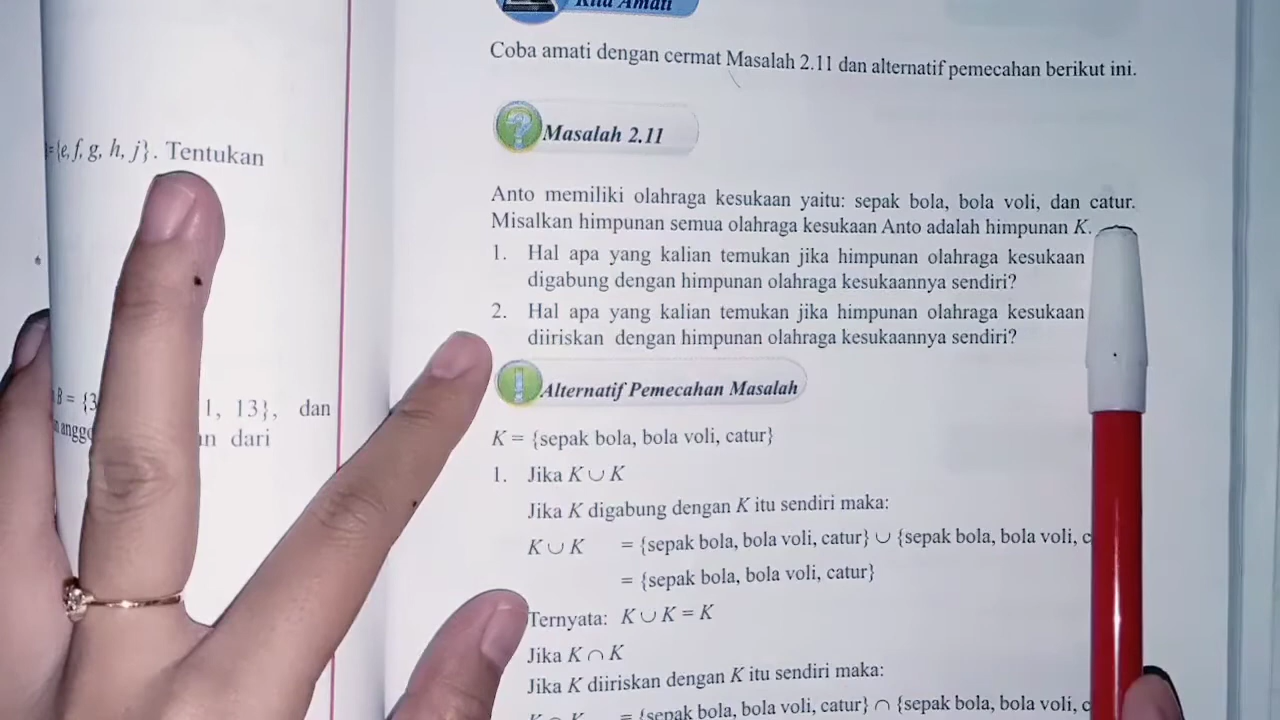 Kita Amati
Coba amati dengan cermat Masalah 2.11 dan alternatif pemecahan berikut ini.
Masalah 2.11
={e, f, g, h, j}. Tentukan
Anto memiliki olahraga kesukaan yaitu: sepak bola, bola voli, dan catur.
Misalkan himpunan semua olahraga kesukaan Anto adalah himpunan K.
1. Hal apa yang kalian temukan jika himpunan olahraga kesukaan
digabung dengan himpunan olahraga kesukaannya sendiri?
2. Hal apa yang kalian temukan jika himpunan olahraga kesukaan
diiriskan dengan himpunan olahraga kesukaannya sendiri?
Alternatif Pemecahan Masalah
B = {3 1, 13}, dan
dari
K = {sepak bola, bola voli, catur}
1. Jika K ∪ K
Jika K digabung dengan K itu sendiri maka:
K ∪ K = {sepak bola, bola voli, catur} ∪ {sepak bola, bola voli, c
= {sepak bola, bola voli, catur}
Ternyata: K ∪ K = K
Jika K ∩ K
Jika K diiriskan dengan K itu sendiri maka:
K ∩ K = {sepak bola, bola voli, catur} ∩ {sepak bola, bola voli, c